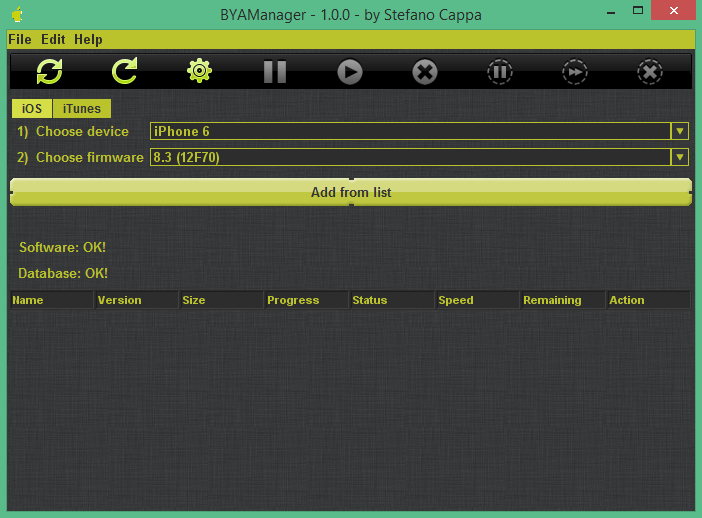 BYAManager - 1.0.0 - by Stefano Cappa
File Edit Help
iOS iTunes
1) Choose device iPhone 6
2) Choose firmware 8.3 (12F70)
Add from list
Software: OK!
Database: OK!
Name Version Size Progress Status Speed Remaining Action